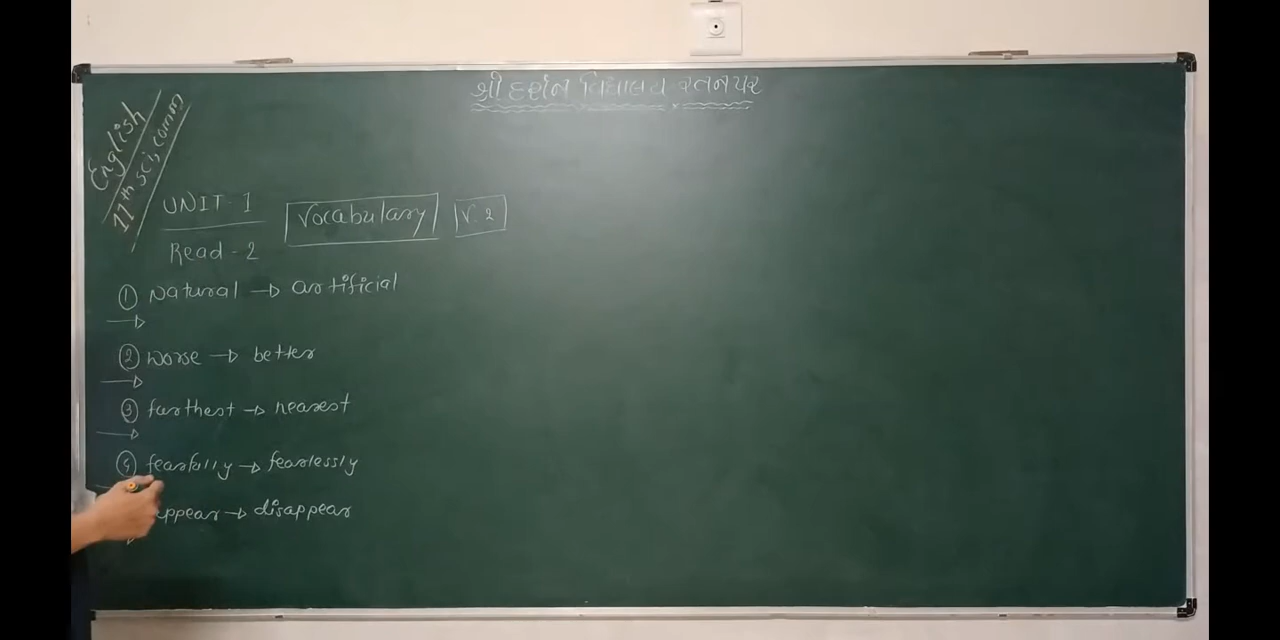 શ્રી દર્શન વિદ્યાલય રતનપર
English
11th sci, comm
UNIT-1 Vocabulary V.2
Read-2
① Natural → artificial
② worse → better
③ farthest → nearest
④ fearfully → fearlessly
appear → disappear